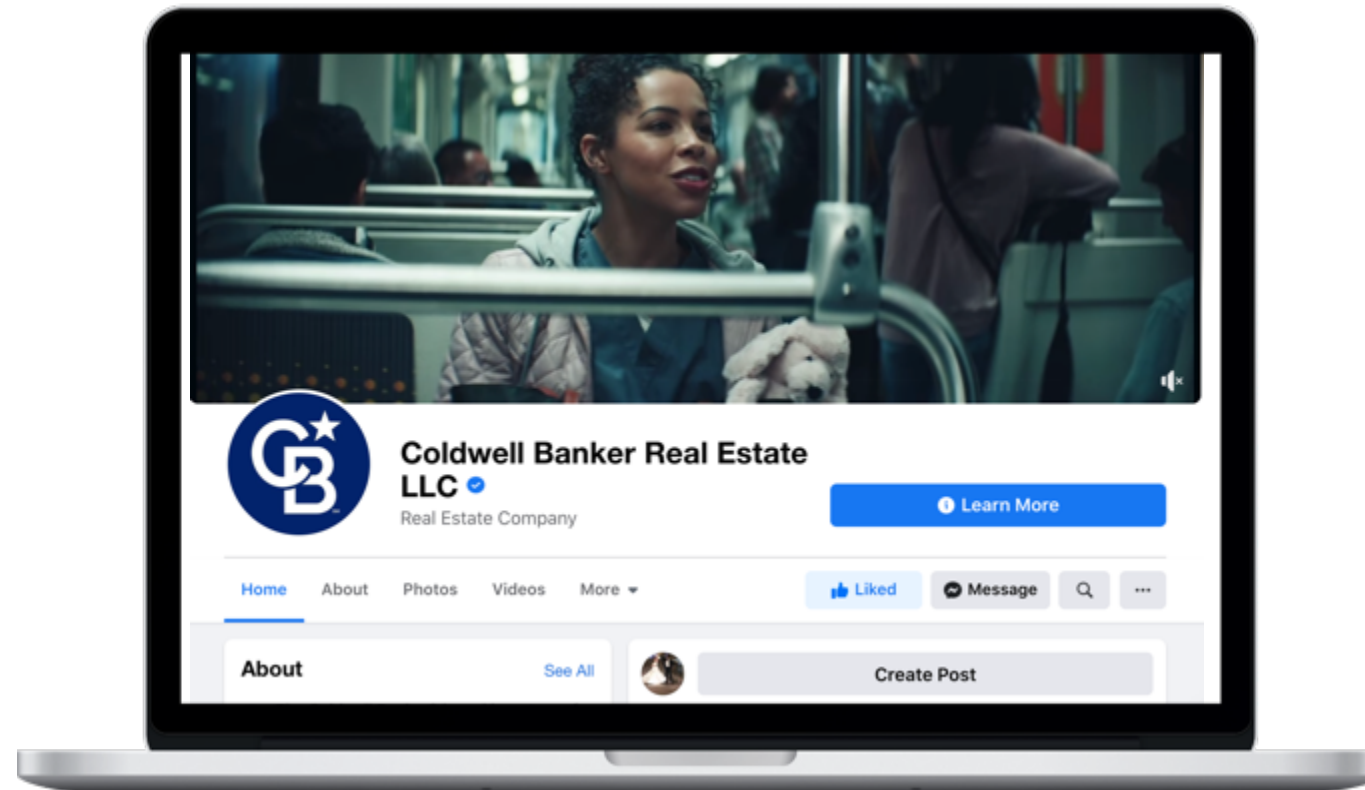 CB
Coldwell Banker Real Estate
LLC
Real Estate Company
Learn More
Home About Photos Videos More
Liked Message
About See All
Create Post